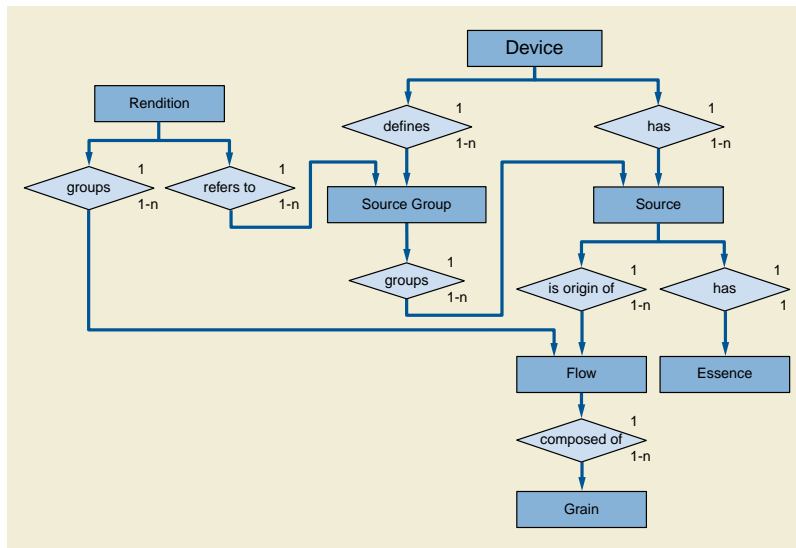 Device
Rendition
1
defines
1-n
1
has
1-n
1
groups
1-n
1
refers to
1-n
Source Group
Source
1
groups
1-n
1
is origin of
1-n
1
has
1
Flow
Essence
1
composed of
1-n
Grain